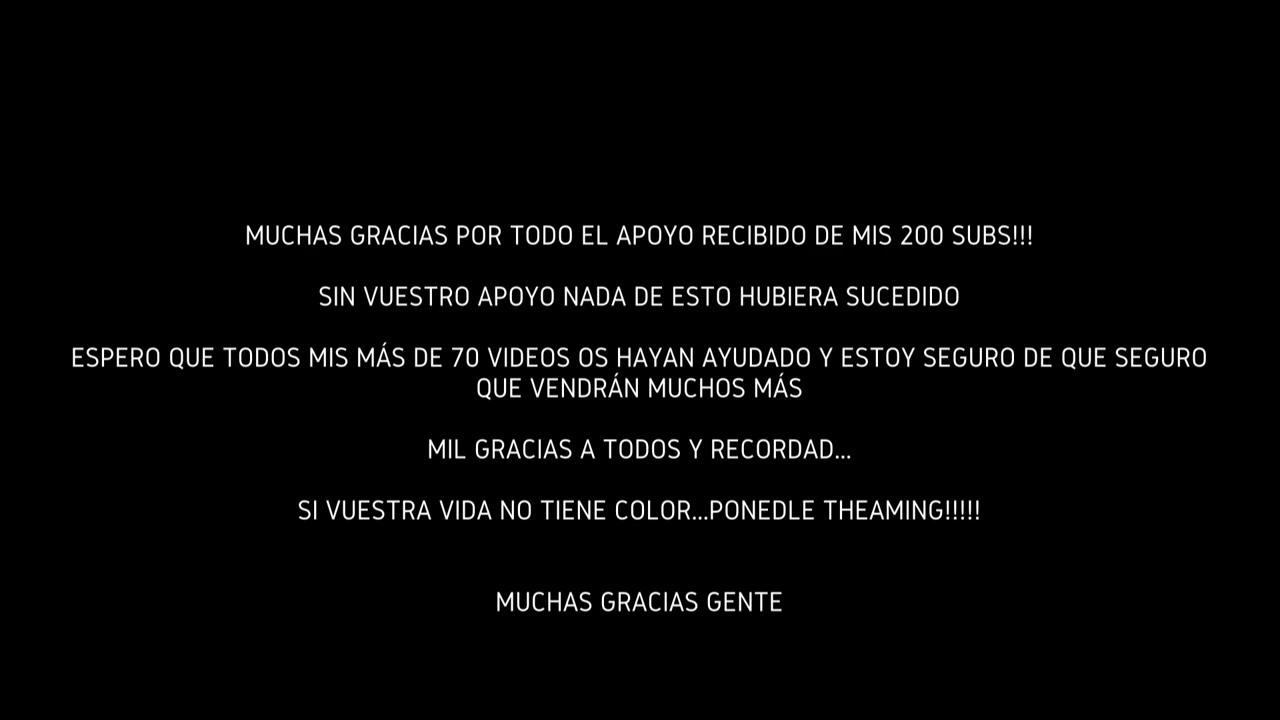 MUCHAS GRACIAS POR TODO EL APOYO RECIBIDO DE MIS 200 SUBS!!!
SIN VUESTRO APOYO NADA DE ESTO HUBIERA SUCEDIDO
ESPERO QUE TODOS MIS MÁS DE 70 VIDEOS OS HAYAN AYUDADO Y ESTOY SEGURO DE QUE SEGURO
QUE VENDRÁN MUCHOS MÁS
MIL GRACIAS A TODOS Y RECORDAD...
SI VUESTRA VIDA NO TIENE COLOR...PONEDLE THEAMING!!!!!
MUCHAS GRACIAS GENTE